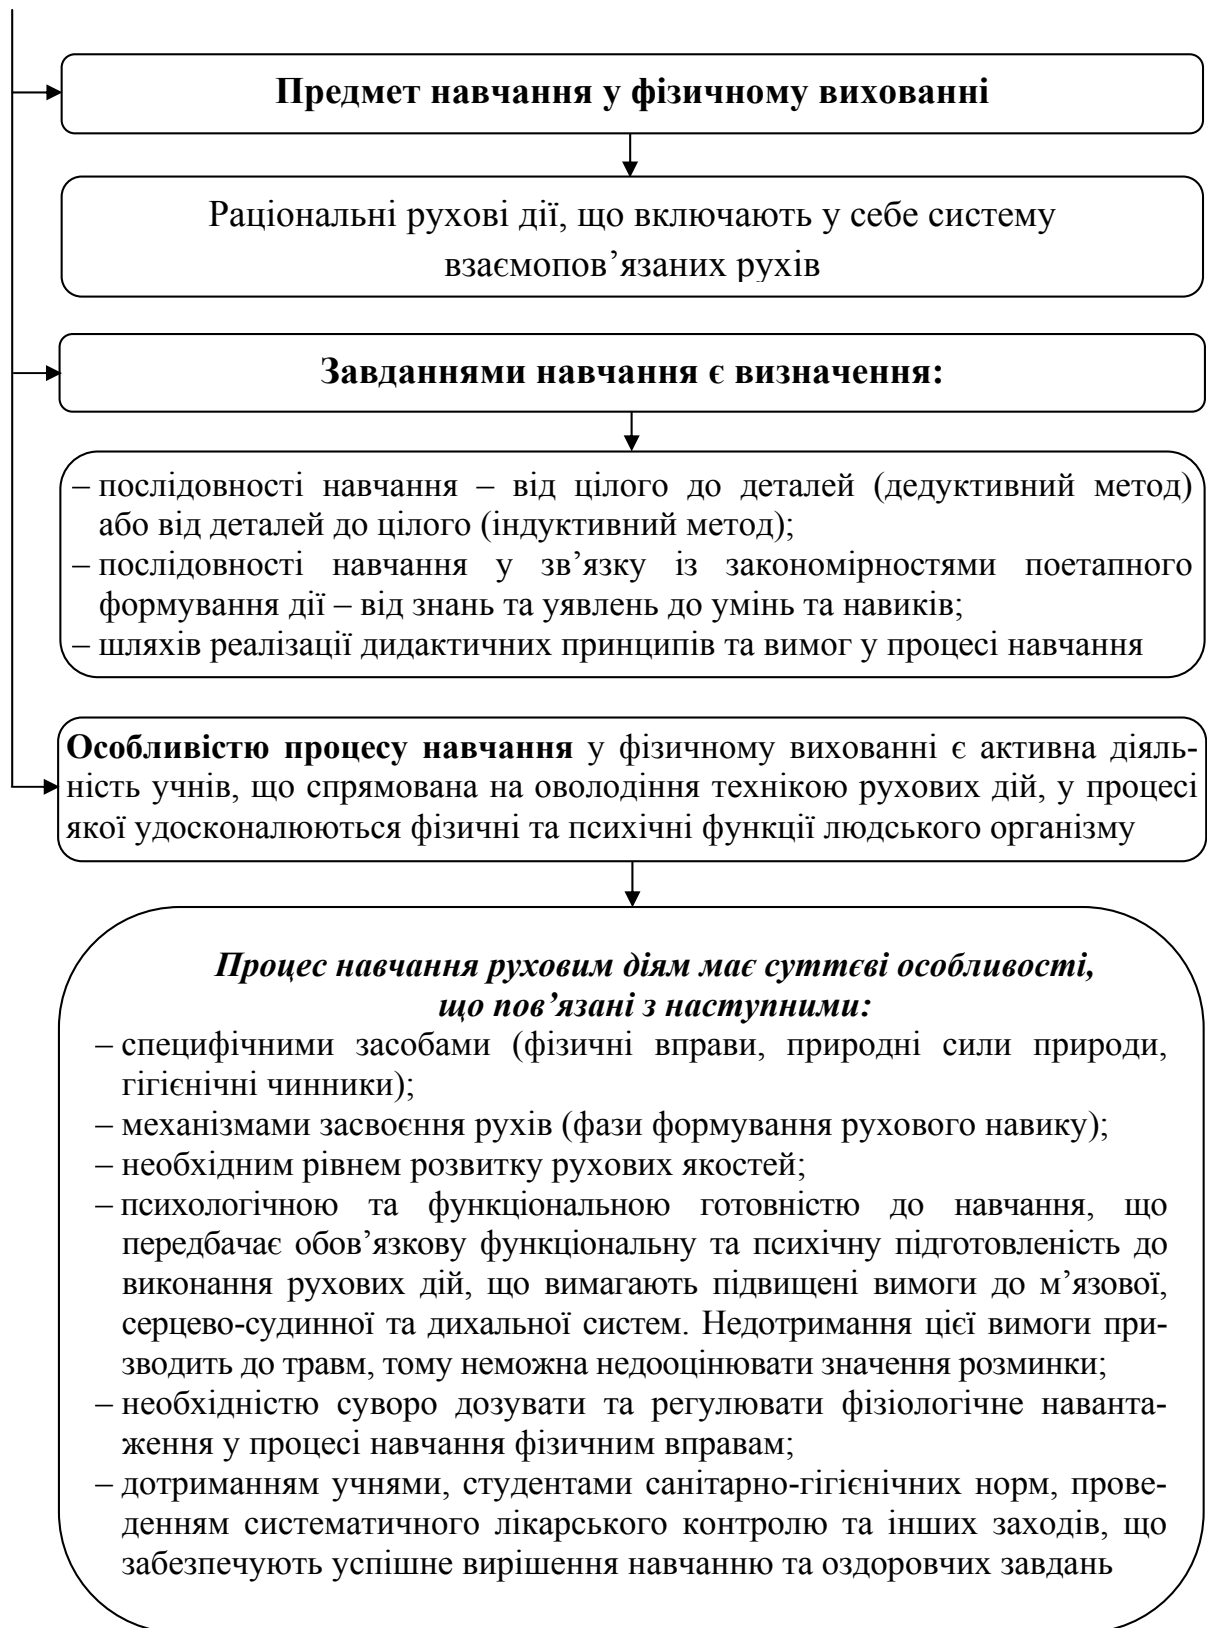 Предмет навчання у фізичному вихованні
Раціональні рухові дії, що включають у себе систему
взаємопов’язаних рухів
Завданнями навчання є визначення:
– послідовності навчання – від цілого до деталей (дедуктивний метод)
або від деталей до цілого (індуктивний метод);
– послідовності навчання у зв’язку із закономірностями поетапного
формування дії – від знань та уявлень до умінь та навиків;
– шляхів реалізації дидактичних принципів та вимог у процесі навчання
Особливістю процесу навчання у фізичному вихованні є активна діяль-
ність учнів, що спрямована на оволодіння технікою рухових дій, у процесі
якої удосконалюються фізичні та психічні функції людського організму
Процес навчання руховим діям має суттєві особливості,
що пов’язані з наступними:
– специфічними засобами (фізичні вправи, природні сили природи,
гігієнічні чинники);
– механізмами засвоєння рухів (фази формування рухового навику);
– необхідним рівнем розвитку рухових якостей;
– психологічною та функціональною готовністю до навчання, що
передбачає обов’язкову функціональну та психічну підготовленість до
виконання рухових дій, що вимагають підвищені вимоги до м’язової,
серцево-судинної та дихальної систем. Недотримання цієї вимоги при-
зводить до травм, тому неможна недооцінювати значення розминки;
– необхідністю суворо дозувати та регулювати фізіологічне наванта-
ження у процесі навчання фізичним вправам;
– дотриманням учнями, студентами санітарно-гігієнічних норм, прове-
денням систематичного лікарського контролю та інших заходів, що
забезпечують успішне вирішення навчанню та оздоровчих завдань